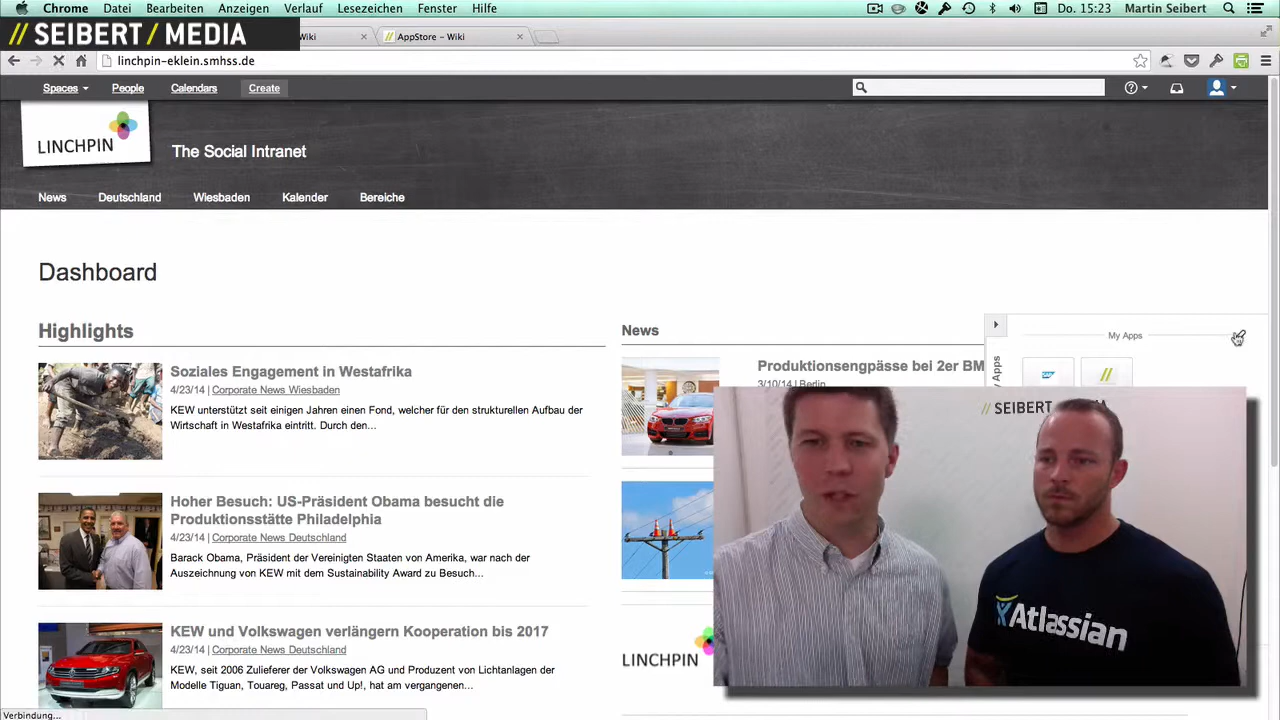 Chrome Datei Bearbeiten Anzeigen Verlauf Lesezeichen Fenster Hilfe Do. 15:23 Martin Seibert
// SEIBERT / MEDIA
Wiki
AppStore – Wiki
linchpin-eklein.smhss.de
Spaces People Calendars Create
LINCHPIN
The Social Intranet
News Deutschland Wiesbaden Kalender Bereiche
Dashboard
Highlights
Soziales Engagement in Westafrika
4/23/14 | Corporate News Wiesbaden
KEW unterstützt seit einigen Jahren einen Fond, welcher für den strukturellen Aufbau der
Wirtschaft in Westafrika eintritt. Durch den...
Hoher Besuch: US-Präsident Obama besucht die
Produktionsstätte Philadelphia
4/23/14 | Corporate News Deutschland
Barack Obama, Präsident der Vereinigten Staaten von Amerika, war nach der
Auszeichnung von KEW mit dem Sustainability Award zu Besuch...
KEW und Volkswagen verlängern Kooperation bis 2017
4/23/14 | Corporate News Deutschland
KEW, seit 2006 Zulieferer der Volkswagen AG und Produzent von Lichtanlagen der
Modelle Tiguan, Touareg, Passat und Up!, hat am vergangenen...
News
Produktionsengpässe bei 2er BM
3/10/14 | Berlin
LINCHPIN
My Apps
SAP
// SEIBERT
Atlassian
Verbindung...